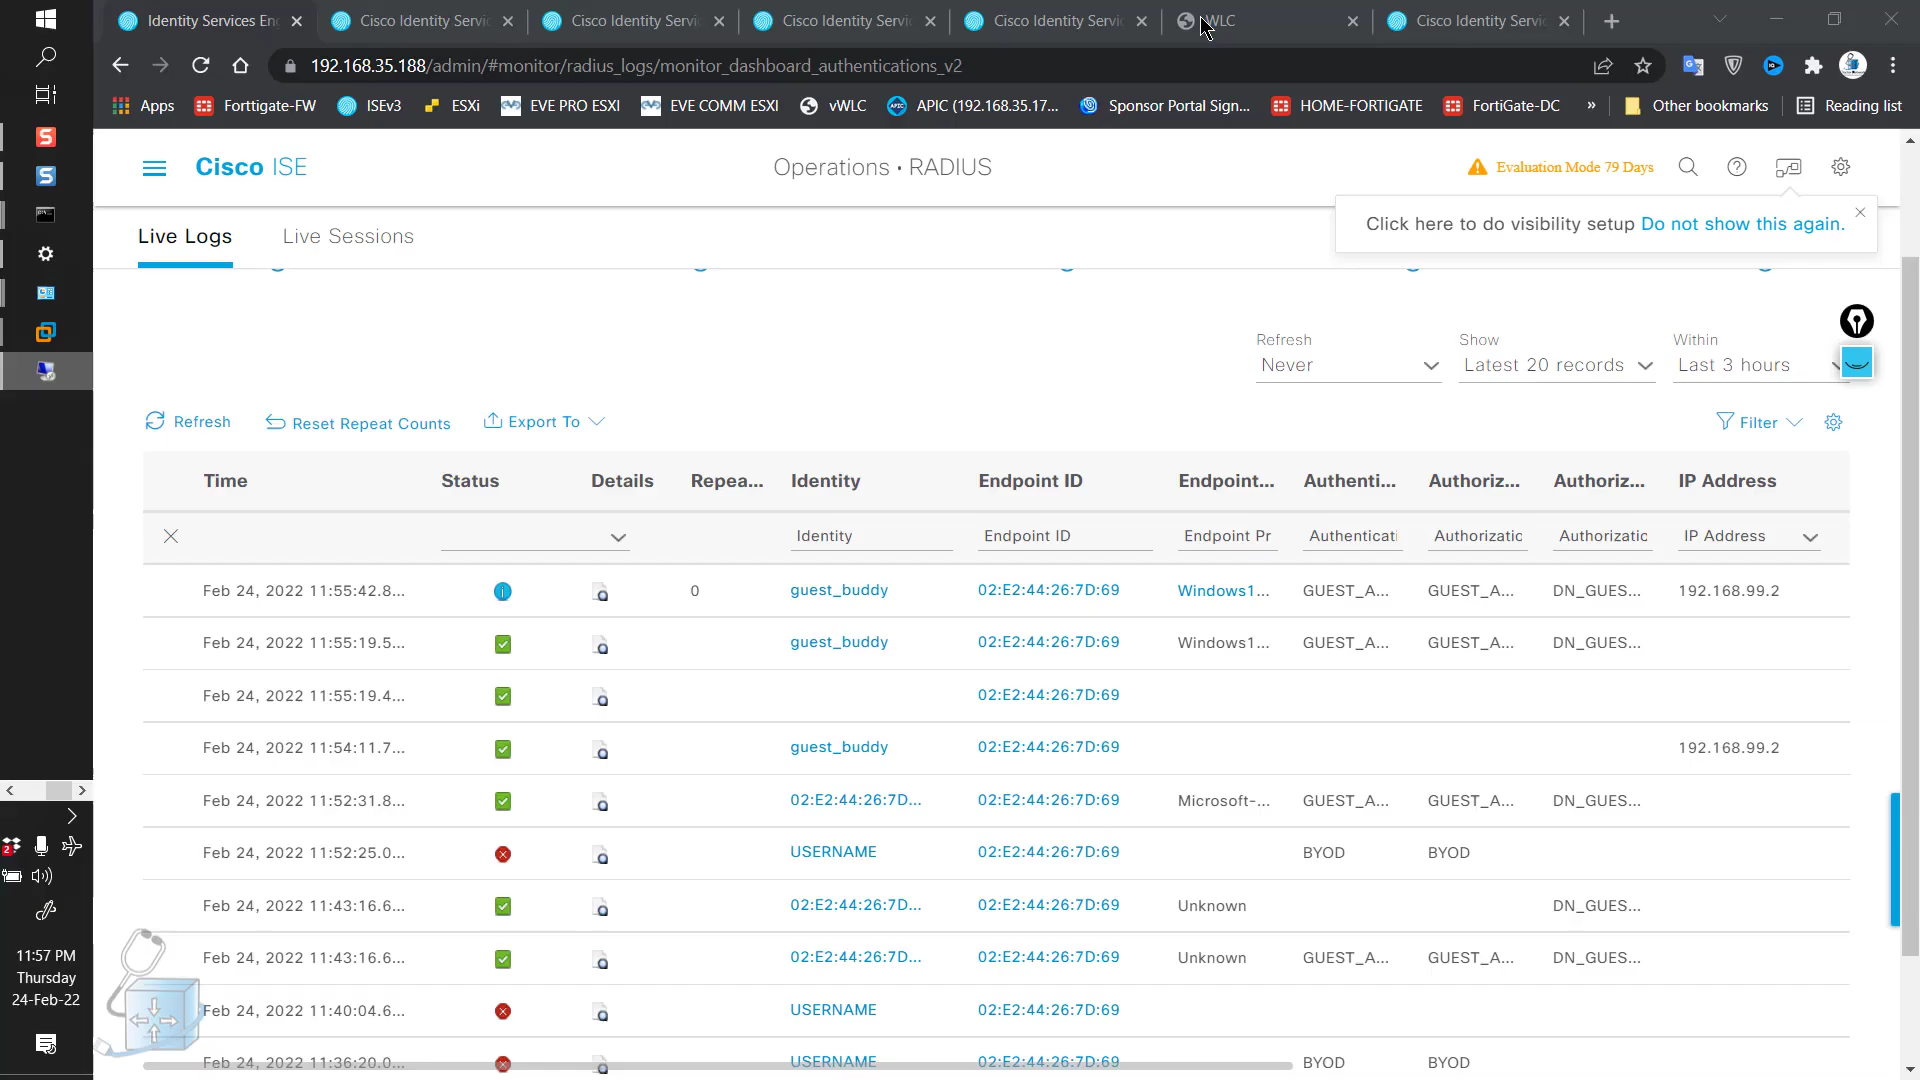 Identity Services En
Cisco Identity Servic
Cisco Identity Servic
Cisco Identity Servic
Cisco Identity Servic
WLC
Cisco Identity Servic
192.168.35.188/admin/#monitor/radius_logs/monitor_dashboard_authentications_v2
Apps
Forttigate-FW
ISEv3
ESXi
EVE PRO ESXI
EVE COMM ESXI
vWLC
APIC (192.168.35.17...
Sponsor Portal Sign...
HOME-FORTIGATE
FortiGate-DC
»
Other bookmarks
Reading list
Cisco ISE
Operations · RADIUS
Evaluation Mode 79 Days
Click here to do visibility setup Do not show this again.
Live Logs
Live Sessions
Refresh
Never
Show
Latest 20 records
Within
Last 3 hours
Refresh
Reset Repeat Counts
Export To
Filter
Time Status Details Repea... Identity Endpoint ID Endpoint... Authenti... Authoriz... Authoriz... IP Address
Identity Endpoint ID Endpoint Pr Authenticati Authorizatic Authorizatic IP Address
Feb 24, 2022 11:55:42.8... 0 guest_buddy 02:E2:44:26:7D:69 Windows1... GUEST_A... GUEST_A... DN_GUES... 192.168.99.2
Feb 24, 2022 11:55:19.5... guest_buddy 02:E2:44:26:7D:69 Windows1... GUEST_A... GUEST_A... DN_GUES...
Feb 24, 2022 11:55:19.4... 02:E2:44:26:7D:69
Feb 24, 2022 11:54:11.7... guest_buddy 02:E2:44:26:7D:69 192.168.99.2
Feb 24, 2022 11:52:31.8... 02:E2:44:26:7D... 02:E2:44:26:7D:69 Microsoft-... GUEST_A... GUEST_A... DN_GUES...
Feb 24, 2022 11:52:25.0... USERNAME 02:E2:44:26:7D:69 BYOD BYOD
Feb 24, 2022 11:43:16.6... 02:E2:44:26:7D... 02:E2:44:26:7D:69 Unknown DN_GUES...
Feb 24, 2022 11:43:16.6... 02:E2:44:26:7D... 02:E2:44:26:7D:69 Unknown GUEST_A... GUEST_A... DN_GUES...
Feb 24, 2022 11:40:04.6... USERNAME 02:E2:44:26:7D:69
Feb 24, 2022 11:36:20.0... USERNAME 02:E2:44:26:7D:69 BYOD BYOD
2
11:57 PM
Thursday
24-Feb-22